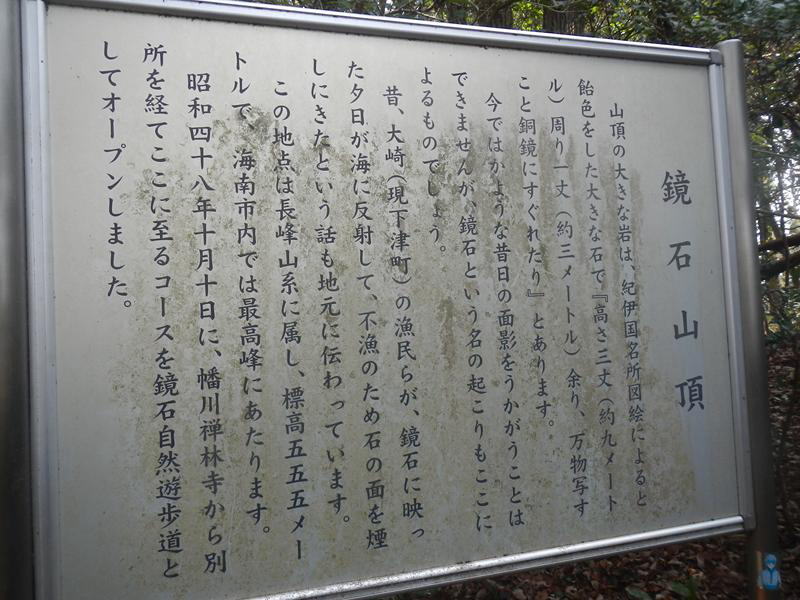 鏡石山頂
山頂の大きな岩は、紀伊国名所図絵によると
飴色をした大きな石で『高さ三丈（約九メート
ル）周り一丈（約三メートル）余り、万物写す
こと銅鏡にすぐれたり』とあります。
今ではかような昔日の面影をうかがうことは
できませんが、鏡石という名の起こりもここに
よるものでしょう。
昔、大崎（現下津町）の漁民らが、鏡石に映っ
た夕日が海に反射して、不漁のため石の面を煙
しにきたという話も地元に伝わっています。
この地点は長峰山系に属し、標高五五五メー
トルで、海南市内では最高峰にあたります。
昭和四十八年十月十日に、幡川禅林寺から別
所を経てここに至るコースを鏡石自然遊歩道と
してオープンしました。